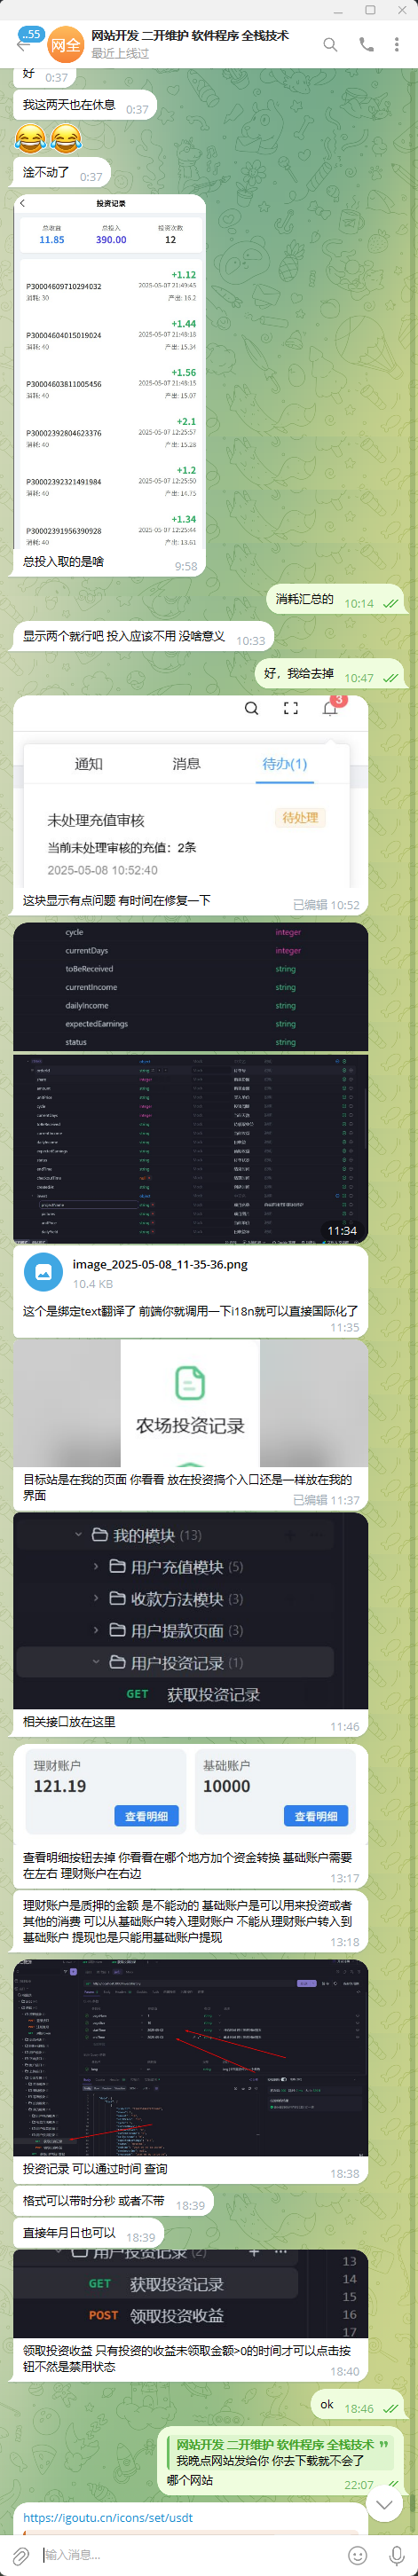 ..55
网全
网站开发 二开维护 软件程序 全栈技术
最近上线过
好
0:37
我这两天也在休息
0:37
淦不动了
0:37
投资记录
总收益
总投入
投资次数
11.85
390.00
12
+1.12
P30004609710294032
2025-05-07 21:49:45
消耗: 30
产出: 16.2
+1.44
P30004604015019024
2025-05-07 21:48:18
消耗: 40
产出: 15.34
+1.56
P30004603811005456
2025-05-07 21:48:15
消耗: 40
产出: 15.07
+2.1
P30002392804623376
2025-05-07 12:25:57
消耗: 40
产出: 15.28
+1.2
P30002392321491984
2025-05-07 12:25:50
消耗: 40
产出: 14.75
+1.34
P30002391956390928
2025-05-07 12:25:44
消耗: 40
产出: 13.61
总投入取的是啥
9:58
消耗汇总的
10:14
显示两个就行吧 投入应该不用 没啥意义
10:33
好，我给去掉
10:47
3
通知
消息
待办(1)
未处理充值审核
待处理
当前未处理审核的充值：2条
2025-05-08 10:52:40
这块显示有点问题 有时间在修复一下
已编辑 10:52
cycle
integer
currentDays
integer
toBeReceived
string
currentIncome
string
dailyIncome
string
expectedEarnings
string
status
string
11:34
image_2025-05-08_11-35-36.png
10.4 KB
这个是绑定text翻译了 前端你就调用一下i18n就可以直接国际化了
11:35
农场投资记录
目标站是在我的页面 你看看 放在投资搞个入口还是一样放在我的
界面
已编辑 11:37
我的模块 (13)
用户充值模块 (5)
收款方法模块 (3)
用户提款页面 (3)
用户投资记录 (1)
GET 获取投资记录
相关接口放在这里
11:46
理财账户
121.19
查看明细
基础账户
10000
查看明细
查看明细按钮去掉 你看看在哪个地方加个资金转换 基础账户需要
在左右 理财账户在右边
13:17
理财账户是质押的金额 是不能动的 基础账户是可以用来投资或者
其他的消费 可以从基础账户转入理财账户 不能从理财账户转入到
基础账户 提现也是只能用基础账户提现
13:18
投资记录 可以通过时间 查询
18:38
格式可以带时分秒 或者不带
18:39
直接年月日也可以
18:39
用户投资记录 (2)
GET 获取投资记录
POST 领取投资收益
13
14
15
16
17
领取投资收益 只有投资的收益未领取金额>0的时间才可以点击按
钮不然是禁用状态
18:40
ok
18:46
网站开发 二开维护 软件程序 全栈技术
我晚点网站发给你 你去下载就不会了
哪个网站
22:07
https://igoutu.cn/icons/set/usdt
输入消息...